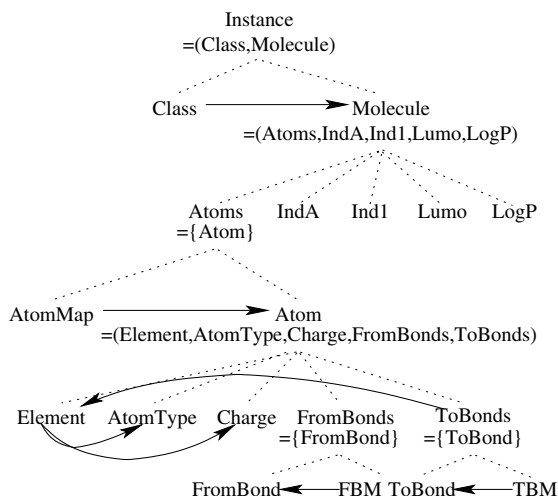 Instance
=(Class,Molecule)
Class Molecule
=(Atoms,IndA,Ind1,Lumo,LogP)
Atoms IndA Ind1 Lumo LogP
={Atom}
AtomMap Atom
=(Element,AtomType,Charge,FromBonds,ToBonds)
Element AtomType Charge FromBonds ToBonds
={FromBond} ={ToBond}
FromBond FBM ToBond TBM